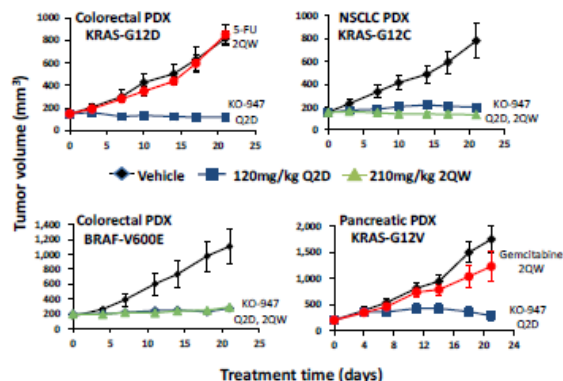 Colorectal PDX
KRAS-G12D
1000
800
600
400
200
0
0 5 10 15 20 25
5-FU
2QW
KO-947
Q2D
NSCLC PDX
KRAS-G12C
1000
800
600
400
200
0
0 5 10 15 20 25
KO-947
Q2D, 2QW
Tumor volume (mm³)
Vehicle 120mg/kg Q2D 210mg/kg 2QW
Colorectal PDX
BRAF-V600E
1,400
1,200
1,000
800
600
400
200
0
0 5 10 15 20 25
KO-947
Q2D, 2QW
Pancreatic PDX
KRAS-G12V
2,000
1,500
1,000
500
0
0 4 8 12 16 20 24
Gemcitabine
2QW
KO-947
Q2D
Treatment time (days)